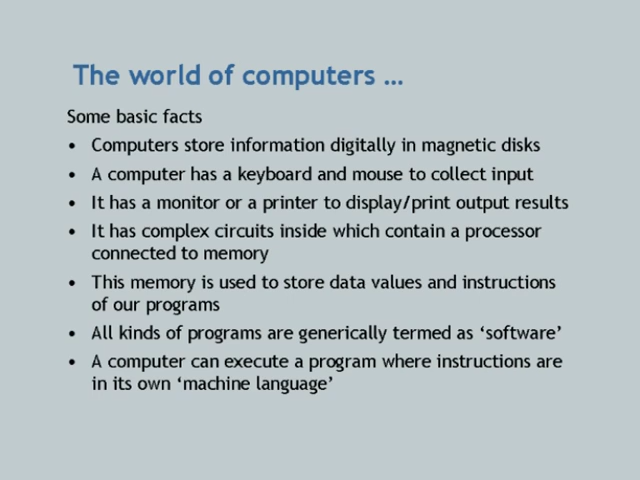 The world of computers …
Some basic facts
• Computers store information digitally in magnetic disks
• A computer has a keyboard and mouse to collect input
• It has a monitor or a printer to display/print output results
• It has complex circuits inside which contain a processor
connected to memory
• This memory is used to store data values and instructions
of our programs
• All kinds of programs are generically termed as ‘software’
• A computer can execute a program where instructions are
in its own ‘machine language’